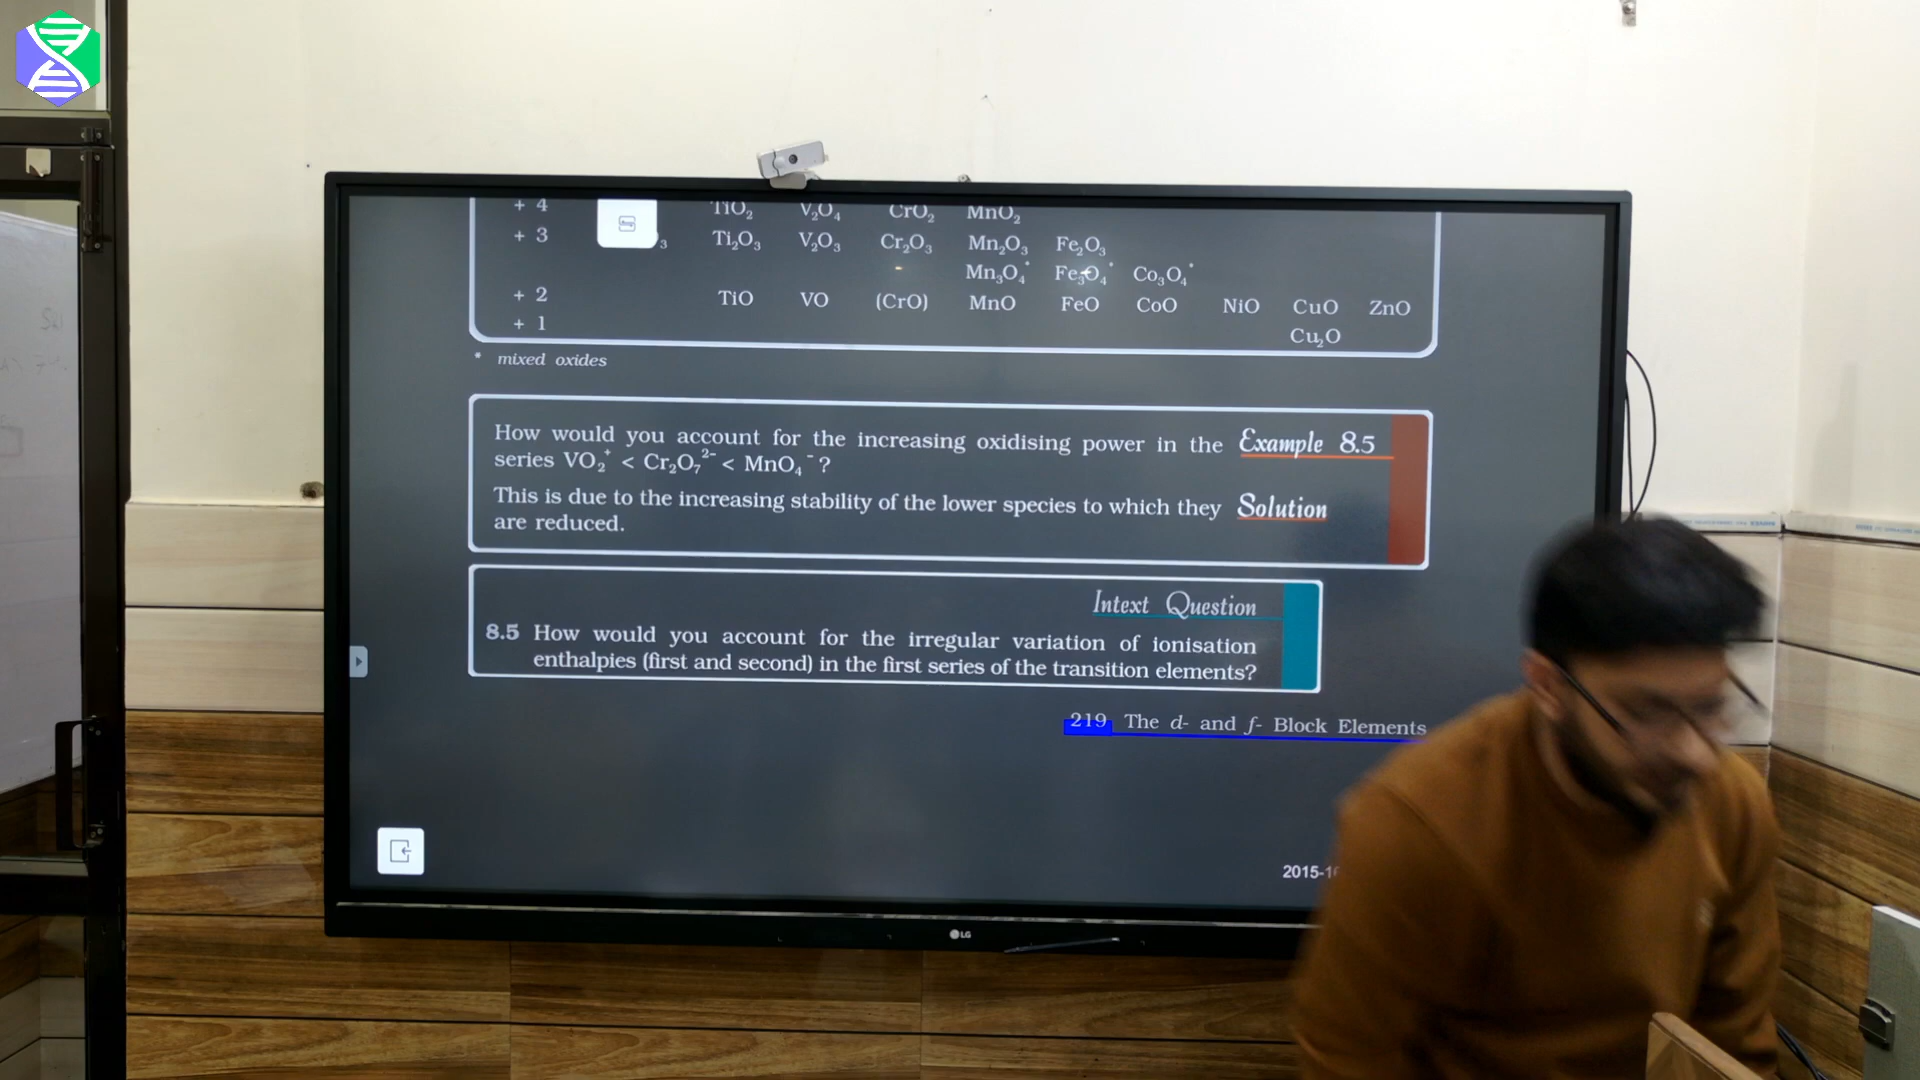 + 4 TiO₂ V₂O₄ CrO₂ MnO₂
+ 3 ₃ Ti₂O₃ V₂O₃ Cr₂O₃ Mn₂O₃ Fe₂O₃
Mn₃O₄* Fe₃O₄* Co₃O₄*
+ 2 TiO VO (CrO) MnO FeO CoO NiO CuO ZnO
+ 1 Cu₂O
* mixed oxides
How would you account for the increasing oxidising power in the Example 8.5
series VO₂⁺ < Cr₂O₇²⁻ < MnO₄⁻ ?
This is due to the increasing stability of the lower species to which they Solution
are reduced.
Intext Question
8.5 How would you account for the irregular variation of ionisation
enthalpies (first and second) in the first series of the transition elements?
219 The d- and f- Block Elements
2015-1
LG